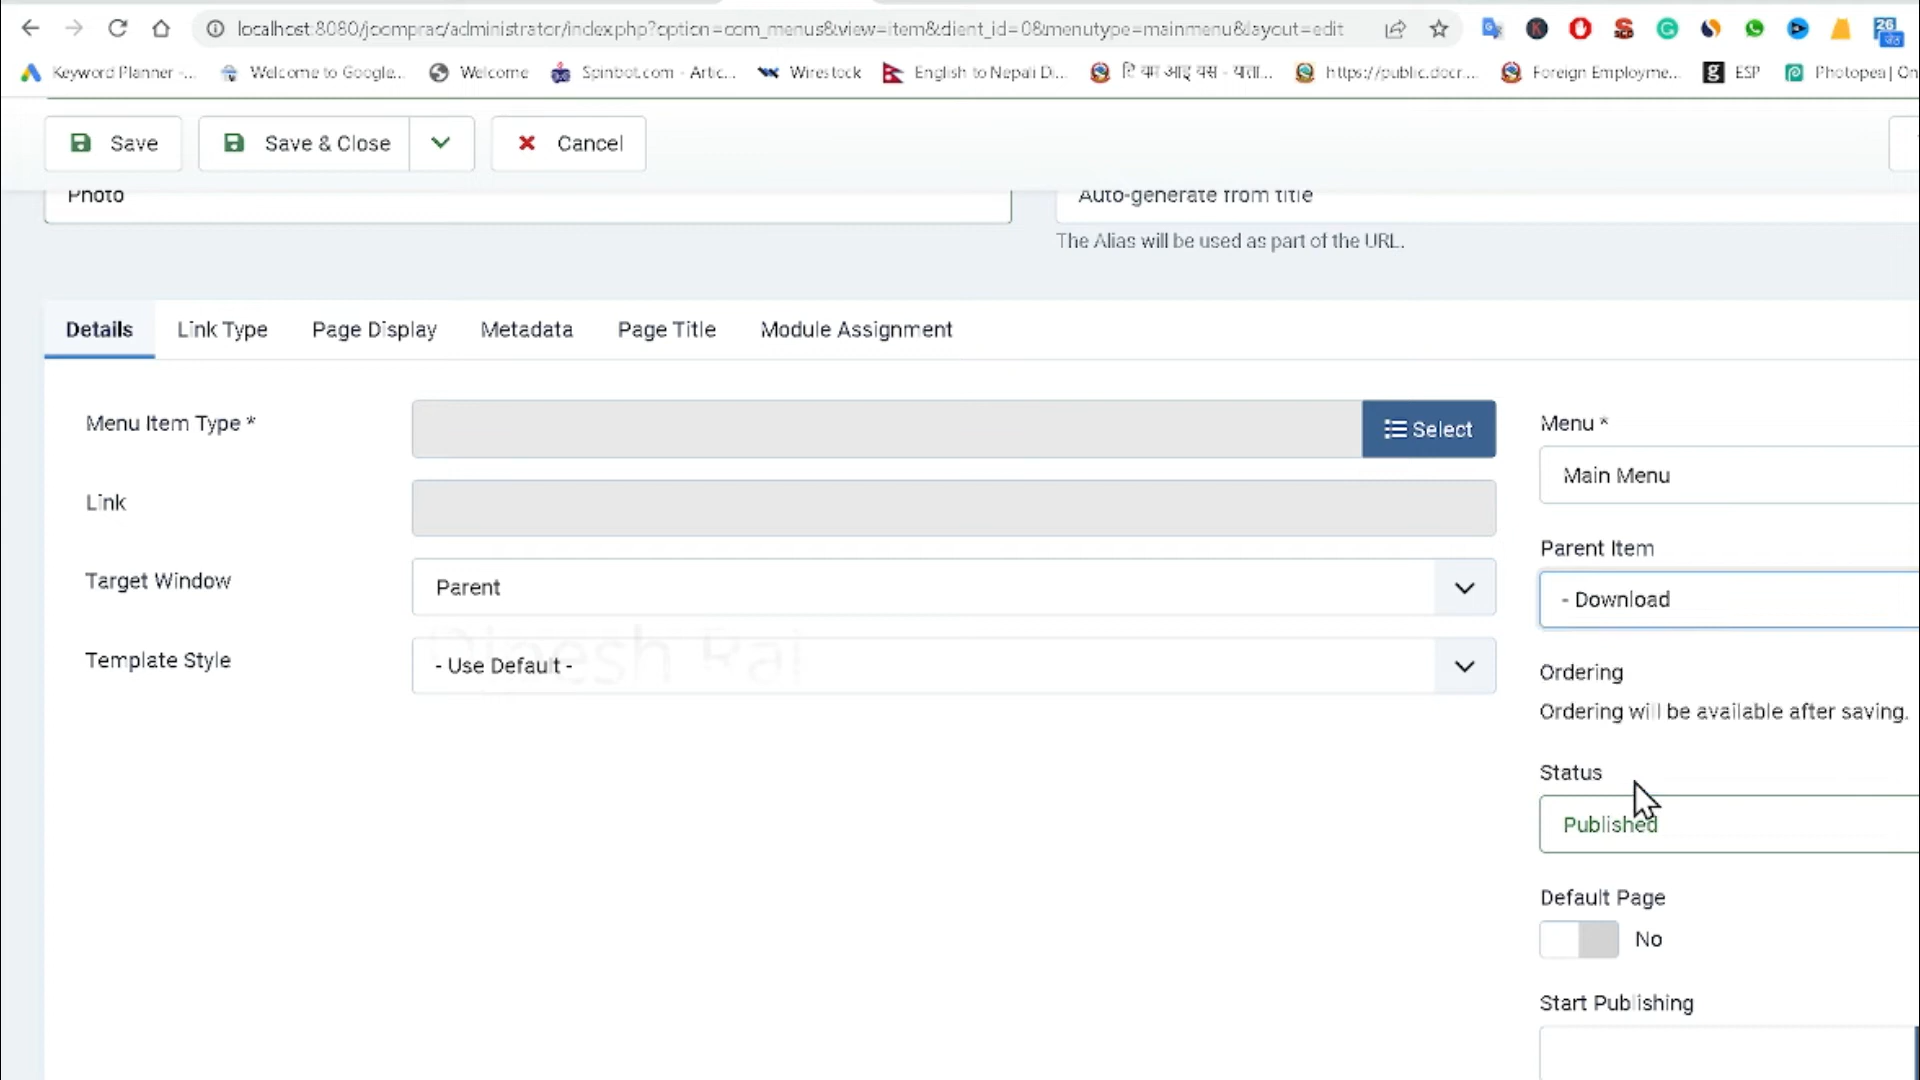 localhost:8080/joomprac/administrator/index.php?option=com_menus&view=item&client_id=0&menutype=mainmenu&layout=edit
26
Keyword Planner -... Welcome to Google... Welcome Spinbot.com - Artic... Wirestock English to Nepali D... https://public.docr... Foreign Employme... ESP Photopea | On
Save Save & Close Cancel
Photo Auto-generate from title
The Alias will be used as part of the URL.
Details Link Type Page Display Metadata Page Title Module Assignment
Menu Item Type * Select Menu *
Main Menu
Link
Parent Item
Target Window Parent - Download
Template Style - Use Default -
Ordering
Ordering will be available after saving.
Status
Published
Default Page
No
Start Publishing